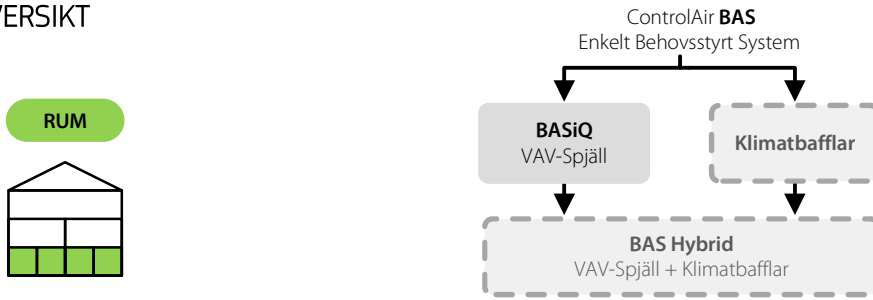 VERSIKT
RUM
ControlAir BAS
Enkelt Behovsstyrt System
BASiQ
VAV-Spjäll
Klimatbafflar
BAS Hybrid
VAV-Spjäll + Klimatbafflar